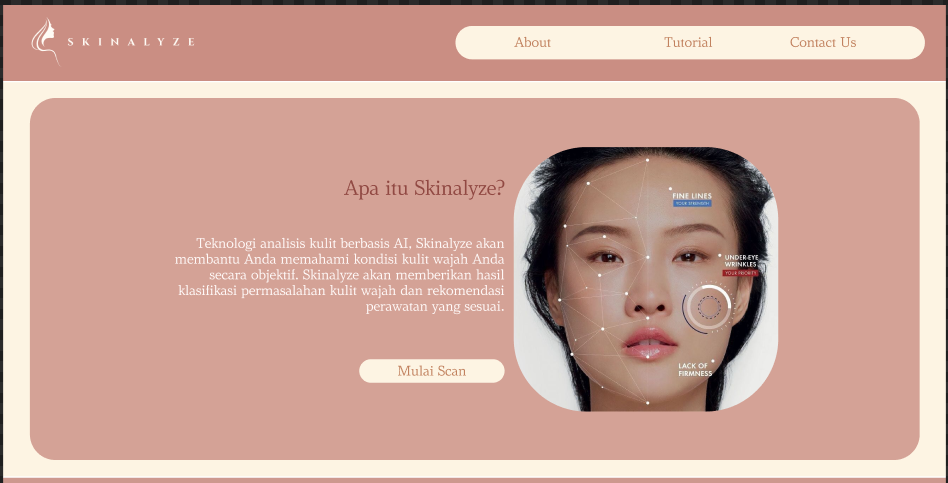 SKINALYZE
About
Tutorial
Contact Us
Apa itu Skinalyze?
Teknologi analisis kulit berbasis AI, Skinalyze akan
membantu Anda memahami kondisi kulit wajah Anda
secara objektif. Skinalyze akan memberikan hasil
klasifikasi permasalahan kulit wajah dan rekomendasi
perawatan yang sesuai.
Mulai Scan
FINE LINES
YOUR STRENGTH
UNDER-EYE
WRINKLES
YOUR PRIORITY
LACK OF
FIRMNESS